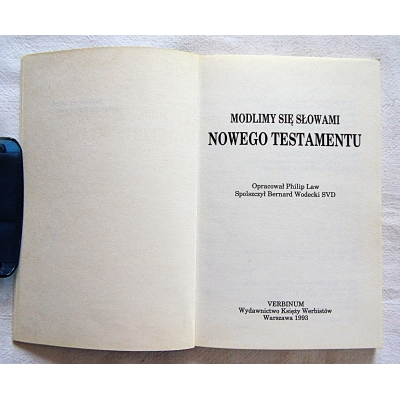 MODLIMY SIĘ SŁOWAMI
NOWEGO TESTAMENTU
Opracował Philip Law
Spolszczył Bernard Wodecki SVD
VERBINUM
Wydawnictwo Księży Werbistów
Warszawa 1993